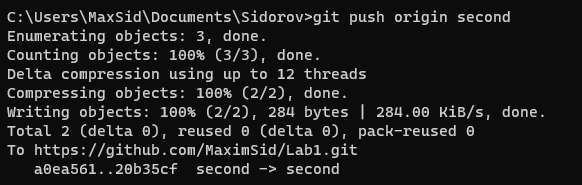 C:\Users\MaxSid\Documents\Sidorov>git push origin second
Enumerating objects: 3, done.
Counting objects: 100% (3/3), done.
Delta compression using up to 12 threads
Compressing objects: 100% (2/2), done.
Writing objects: 100% (2/2), 284 bytes | 284.00 KiB/s, done.
Total 2 (delta 0), reused 0 (delta 0), pack-reused 0
To https://github.com/MaximSid/Lab1.git
   a0ea561..20b35cf  second -> second